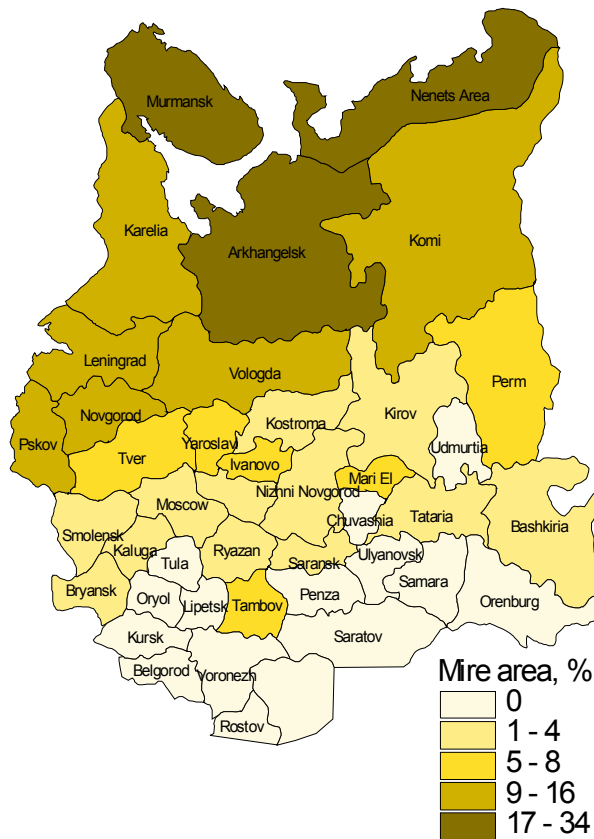 Murmansk
Nenets Area
Karelia
Arkhangelsk
Komi
Leningrad
Vologda
Perm
Novgorod
Pskov
Kostroma
Kirov
Yaroslavl
Udmurtia
Tver
Ivanovo
Mari El
Nizhni Novgorod
Moscow
Chuvashia
Tataria
Bashkiria
Smolensk
Kaluga
Ryazan
Tula
Saransk
Ulyanovsk
Samara
Bryansk
Oryol
Lipetsk
Tambov
Penza
Orenburg
Kursk
Saratov
Belgorod
Voronezh
Rostov
Mire area, %
0
1 - 4
5 - 8
9 - 16
17 - 34